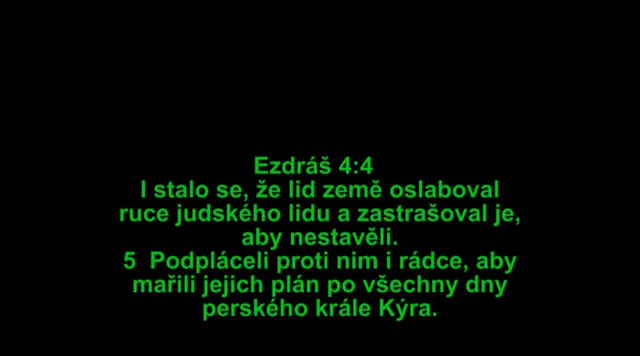 Ezdráš 4:4
I stalo se, že lid země oslaboval
ruce judského lidu a zastrašoval je,
aby nestavěli.
5  Podpláceli proti nim i rádce, aby
mařili jejich plán po všechny dny
perského krále Kýra.